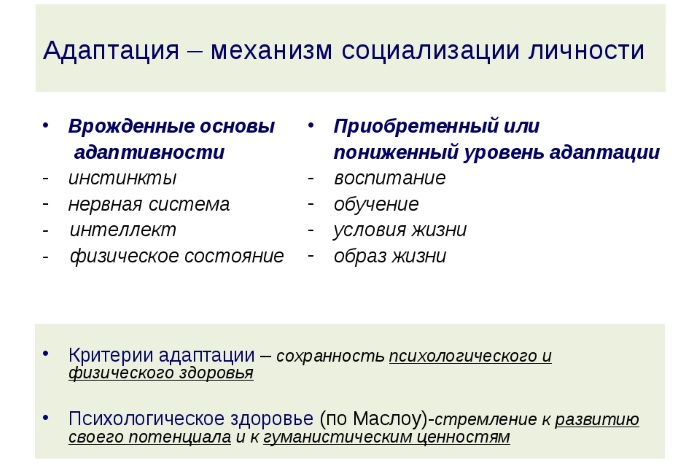 Адаптация – механизм социализации личности
• Врожденные основы
адаптивности
- инстинкты
- нервная система
- интеллект
- физическое состояние
• Приобретенный или
пониженный уровень адаптации
- воспитание
- обучение
- условия жизни
- образ жизни
• Критерии адаптации – сохранность психологического и
физического здоровья
• Психологическое здоровье (по Маслоу)-стремление к развитию
своего потенциала и к гуманистическим ценностям